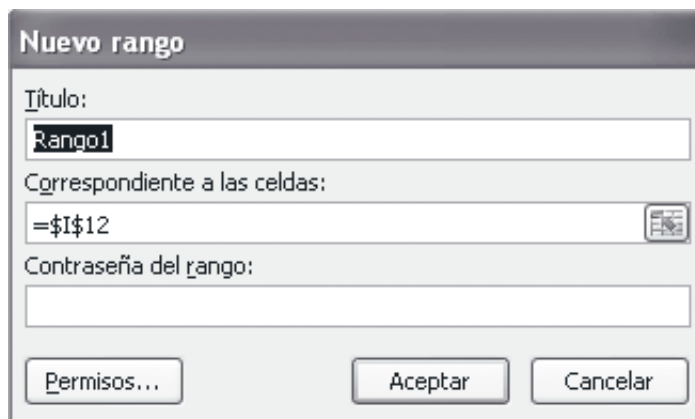 Nuevo rango
Título:
Rango1
Correspondiente a las celdas:
=$I$12
Contraseña del rango:
Permisos... Aceptar Cancelar